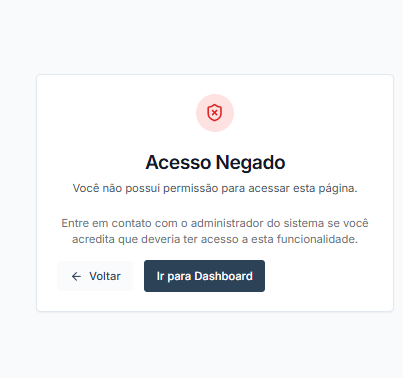 Acesso Negado
Você não possui permissão para acessar esta página.
Entre em contato com o administrador do sistema se você
acredita que deveria ter acesso a esta funcionalidade.
Voltar
Ir para Dashboard